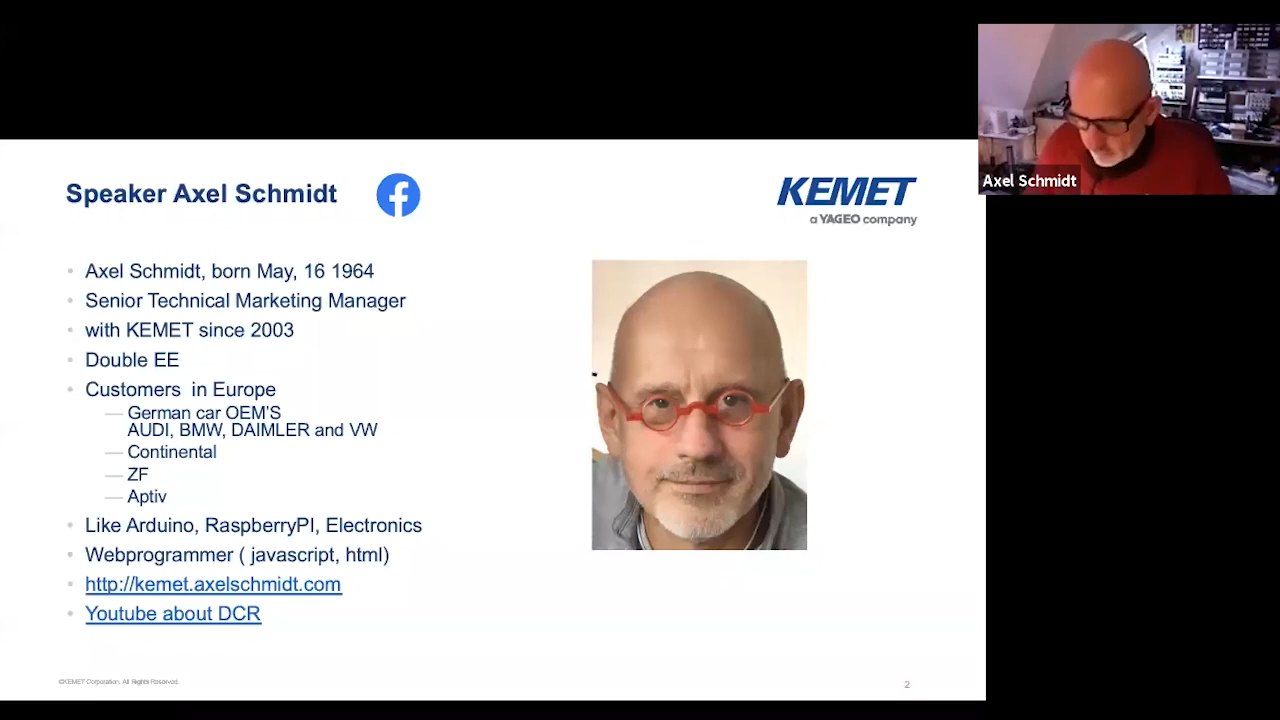 Speaker Axel Schmidt
KEMET
a YAGEO company
Axel Schmidt, born May, 16 1964
Senior Technical Marketing Manager
with KEMET since 2003
Double EE
Customers in Europe
German car OEM'S
AUDI, BMW, DAIMLER and VW
Continental
ZF
Aptiv
Like Arduino, RaspberryPI, Electronics
Webprogrammer ( javascript, html)
http://kemet.axelschmidt.com
Youtube about DCR
©KEMET Corporation. All Rights Reserved.
2
Axel Schmidt